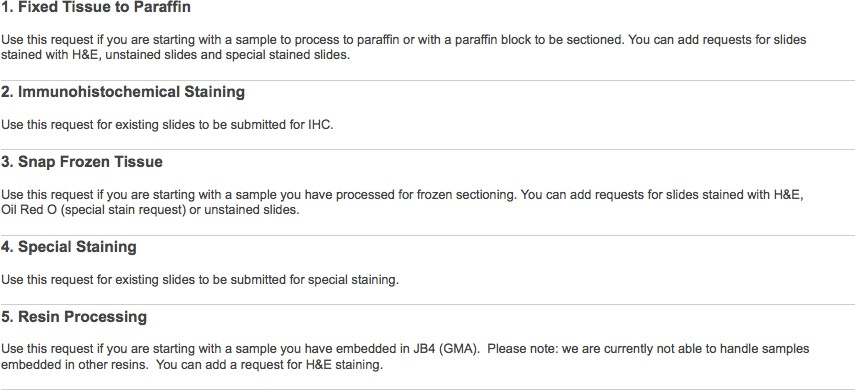 1. Fixed Tissue to Paraffin
Use this request if you are starting with a sample to process to paraffin or with a paraffin block to be sectioned. You can add requests for slides
stained with H&E, unstained slides and special stained slides.
2. Immunohistochemical Staining
Use this request for existing slides to be submitted for IHC.
3. Snap Frozen Tissue
Use this request if you are starting with a sample you have processed for frozen sectioning. You can add requests for slides stained with H&E,
Oil Red O (special stain request) or unstained slides.
4. Special Staining
Use this request for existing slides to be submitted for special staining.
5. Resin Processing
Use this request if you are starting with a sample you have embedded in JB4 (GMA).  Please note: we are currently not able to handle samples
embedded in other resins.  You can add a request for H&E staining.